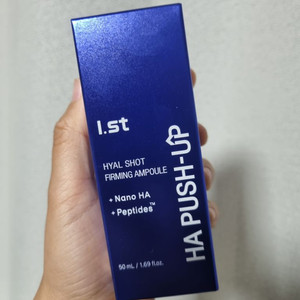 I.st
HYAL SHOT
FIRMING AMPOULE
+ Nano HA
+ Peptides™
50 mL / 1.69 fl.oz.
HA PUSH-UP